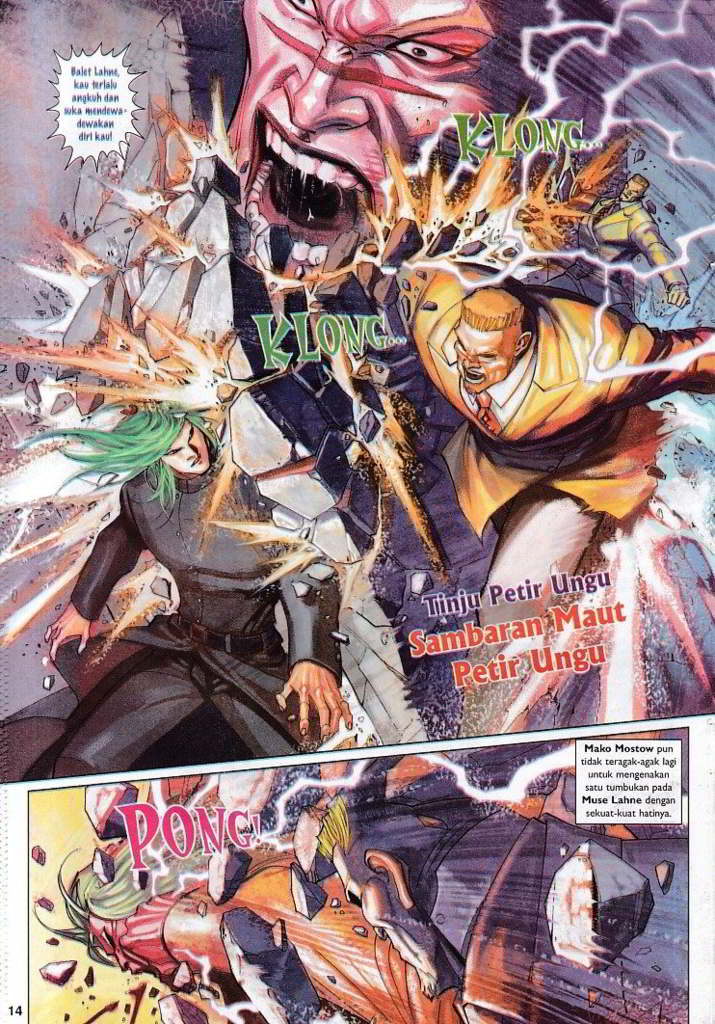 Balet Lahne,
kau terlalu
angkuh dan
suka mendewa-
dewakan
diri kau!
KLONG...
KLONG...
Tinju Petir Ungu
Sambaran Maut
Petir Ungu
Mako Mostow pun
tidak teragak-agak lagi
untuk mengenakan
satu tumbukan pada
Muse Lahne dengan
sekuat-kuat hatinya.
PONG!
14